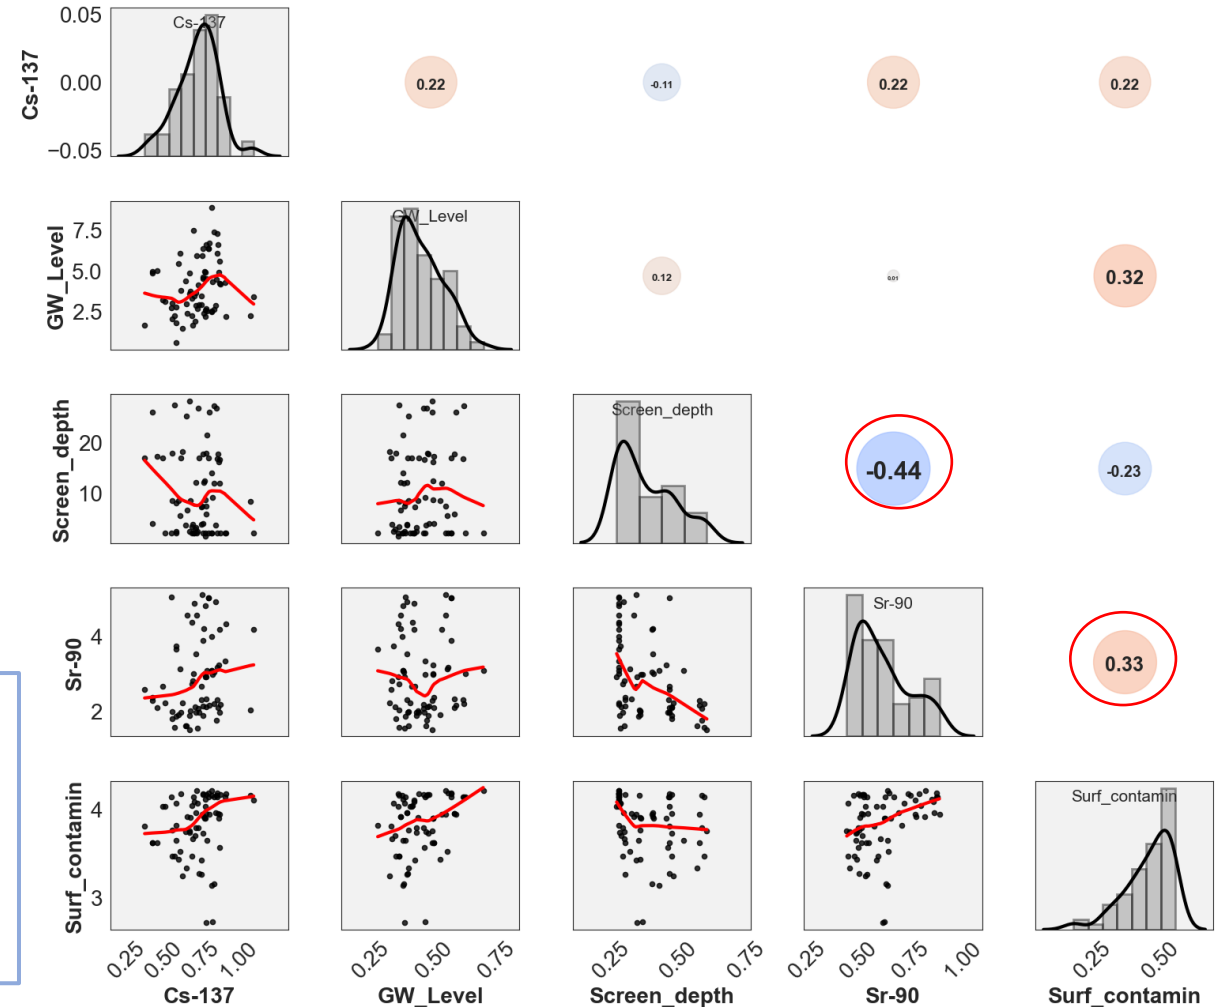 0.05
Cs-137
0.00
−0.05
Cs-137
0.22
-0.11
0.22
0.22
GW_Level
7.5
5.0
2.5
GW_Level
0.12
0.01
0.32
Screen_depth
20
10
Screen_depth
-0.44
-0.23
Sr-90
4
2
Sr-90
0.33
Surf_contamin
4
3
Surf_contamin
0.25 0.50 0.75 1.00
0.25 0.50 0.75
0.25 0.50 0.75
0.25 0.50 0.75 1.00
0.25 0.50
Cs-137 GW_Level Screen_depth Sr-90 Surf_contamin